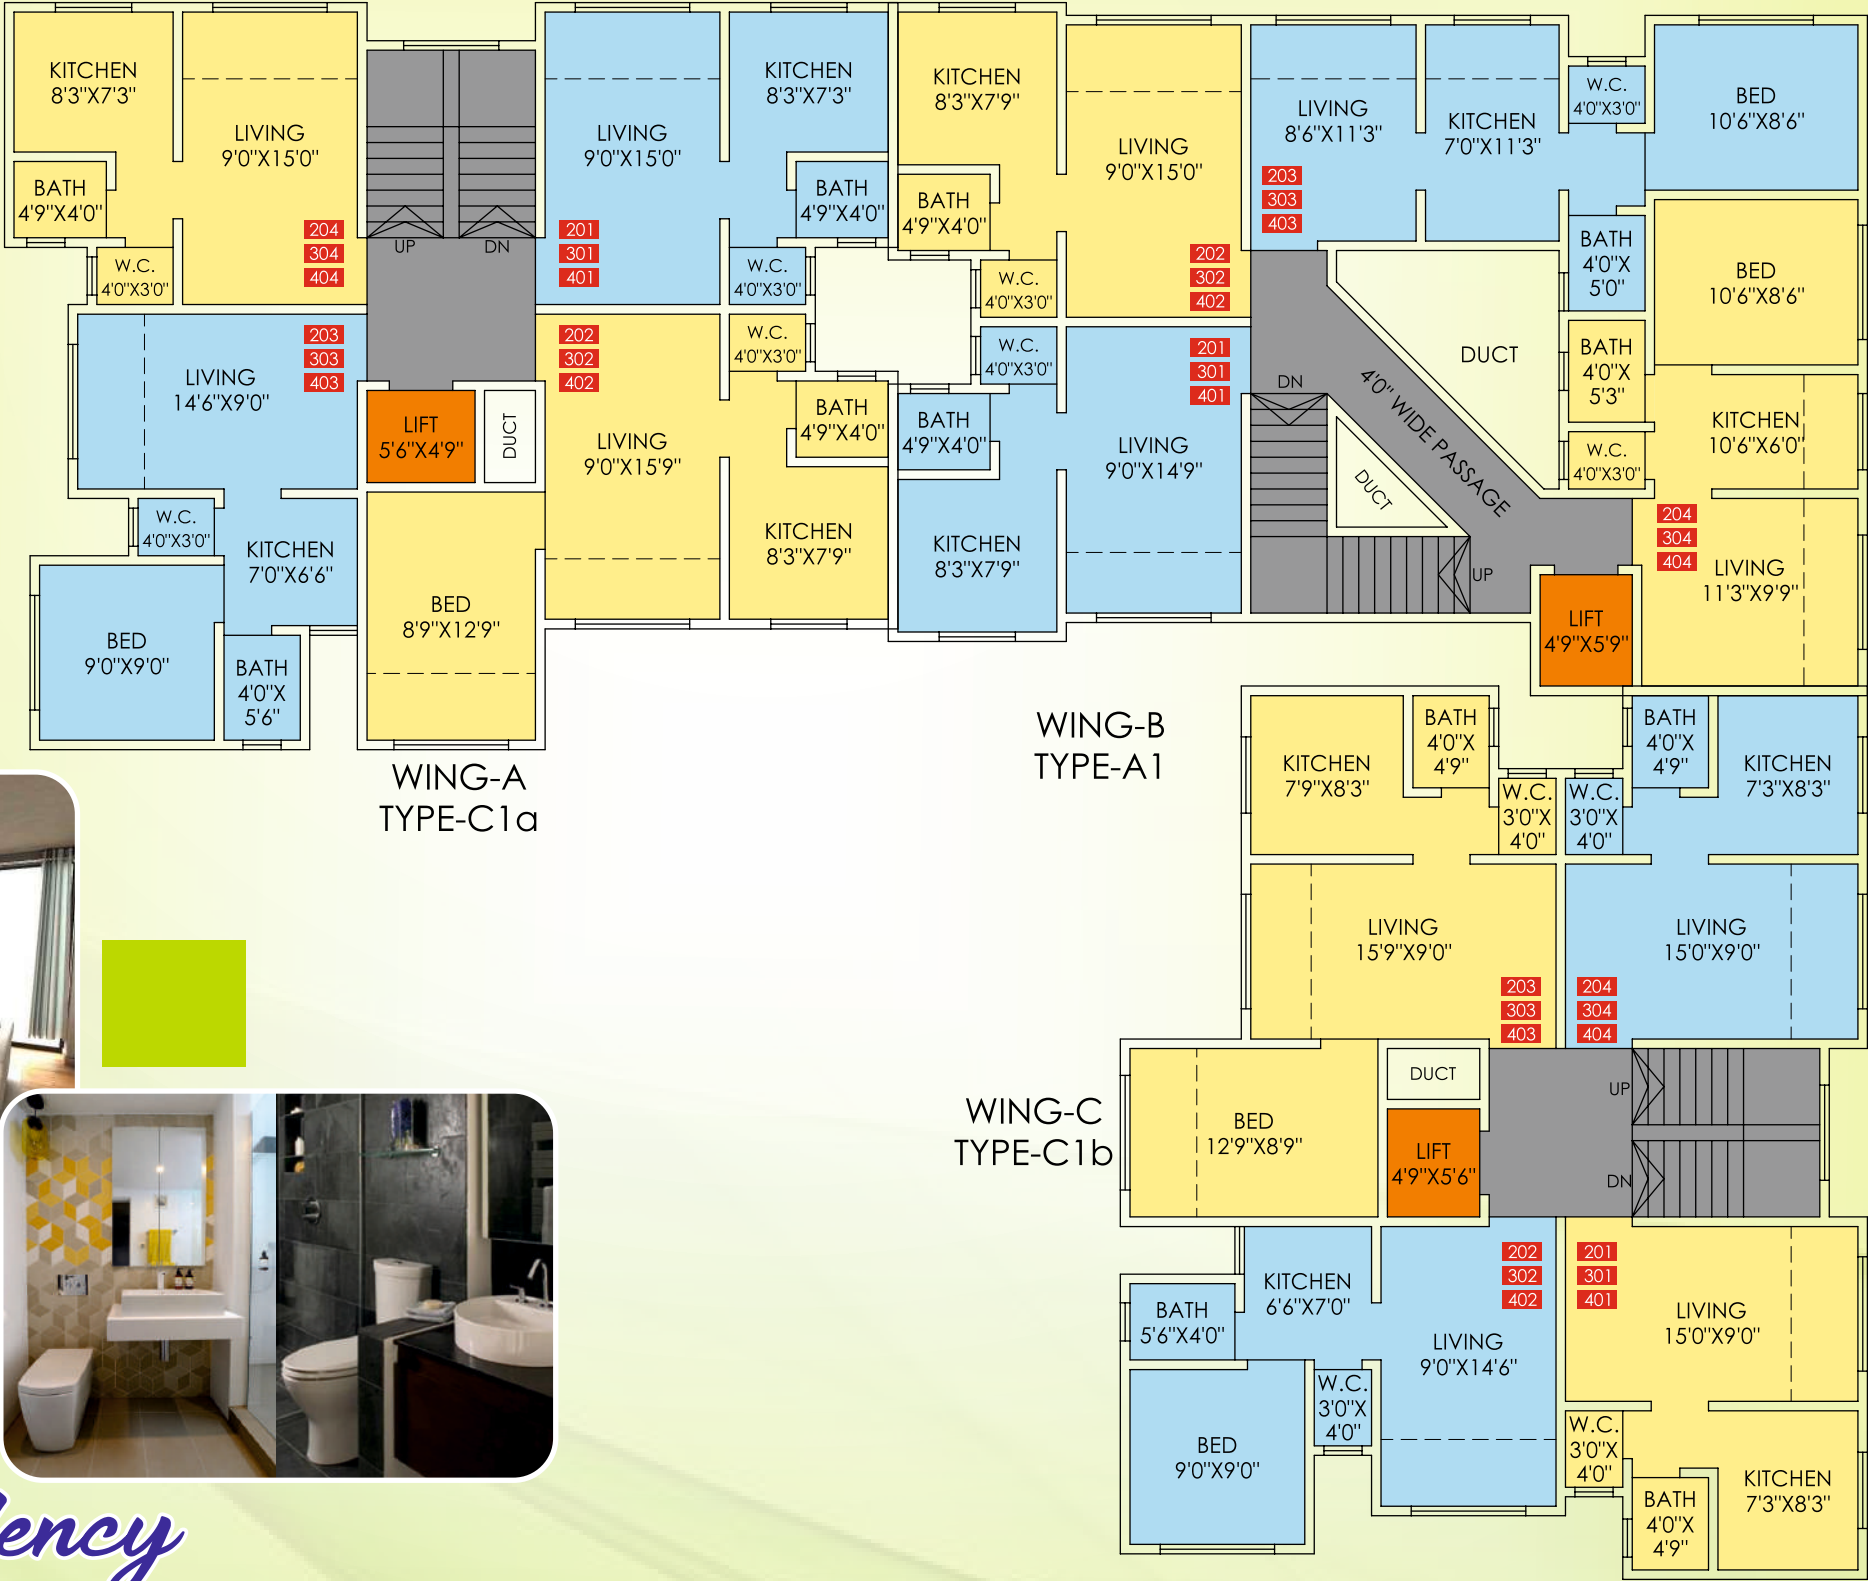 KITCHEN
8'3"X7'3"
LIVING
9'0"X15'0"
BATH
4'9"X4'0"
W.C.
4'0"X3'0"
204
304
404
UP
DN
LIVING
9'0"X15'0"
KITCHEN
8'3"X7'3"
BATH
4'9"X4'0"
W.C.
4'0"X3'0"
201
301
401
LIVING
14'6"X9'0"
203
303
403
W.C.
4'0"X3'0"
KITCHEN
7'0"X6'6"
BED
9'0"X9'0"
BATH
4'0"X
5'6"
LIFT
5'6"X4'9"
DUCT
202
302
402
W.C.
4'0"X3'0"
BATH
4'9"X4'0"
LIVING
9'0"X15'9"
KITCHEN
8'3"X7'9"
BED
8'9"X12'9"
WING-A
TYPE-C1a
KITCHEN
8'3"X7'9"
LIVING
9'0"X15'0"
BATH
4'9"X4'0"
W.C.
4'0"X3'0"
202
302
402
W.C.
4'0"X3'0"
201
301
401
BATH
4'9"X4'0"
LIVING
9'0"X14'9"
KITCHEN
8'3"X7'9"
LIVING
8'6"X11'3"
KITCHEN
7'0"X11'3"
W.C.
4'0"X3'0"
BED
10'6"X8'6"
203
303
403
BATH
4'0"X
5'0"
BED
10'6"X8'6"
DUCT
BATH
4'0"X
5'3"
KITCHEN
10'6"X6'0"
W.C.
4'0"X3'0"
DN
4'0" WIDE PASSAGE
DUCT
UP
204
304
404
LIVING
11'3"X9'9"
LIFT
4'9"X5'9"
WING-B
TYPE-A1
KITCHEN
7'9"X8'3"
BATH
4'0"X
4'9"
W.C.
3'0"X
4'0"
W.C.
3'0"X
4'0"
BATH
4'0"X
4'9"
KITCHEN
7'3"X8'3"
LIVING
15'9"X9'0"
203
303
403
LIVING
15'0"X9'0"
204
304
404
WING-C
TYPE-C1b
BED
12'9"X8'9"
DUCT
LIFT
4'9"X5'6"
UP
DN
KITCHEN
6'6"X7'0"
BATH
5'6"X4'0"
202
302
402
LIVING
9'0"X14'6"
W.C.
3'0"X
4'0"
BED
9'0"X9'0"
201
301
401
LIVING
15'0"X9'0"
W.C.
3'0"X
4'0"
BATH
4'0"X
4'9"
KITCHEN
7'3"X8'3"